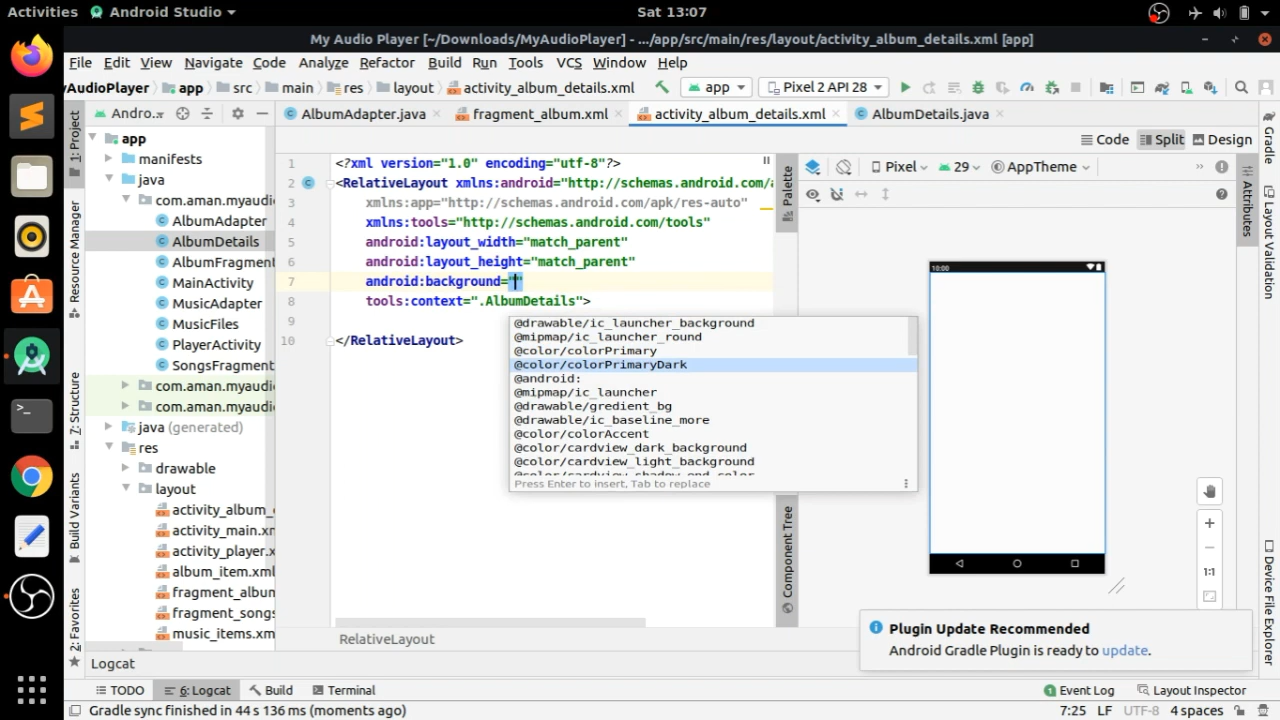 Activities Android Studio Sat 13:07
My Audio Player [~/Downloads/MyAudioPlayer] - .../app/src/main/res/layout/activity_album_details.xml [app]
File Edit View Navigate Code Analyze Refactor Build Run Tools VCS Window Help
yAudioPlayer app src main res layout activity_album_details.xml app Pixel 2 API 28
Andro... AlbumAdapter.java fragment_album.xml activity_album_details.xml AlbumDetails.java
Code Split Design
Pixel 29 AppTheme
1: Project
Resource Manager
7: Structure
Build Variants
2: Favorites
app
manifests
java
com.aman.myaudi
AlbumAdapter
AlbumDetails
AlbumFragment
MainActivity
MusicAdapter
MusicFiles
PlayerActivity
SongsFragment
com.aman.myaudi
com.aman.myaudi
java (generated)
res
drawable
layout
activity_album_
activity_main.xm
activity_player.x
album_item.xml
fragment_album
fragment_songs
music_items.xm
1 <?xml version="1.0" encoding="utf-8"?>
2 <RelativeLayout xmlns:android="http://schemas.android.com/a
3 xmlns:app="http://schemas.android.com/apk/res-auto"
4 xmlns:tools="http://schemas.android.com/tools"
5 android:layout_width="match_parent"
6 android:layout_height="match_parent"
7 android:background=""
8 tools:context=".AlbumDetails">
9
10 </RelativeLayout>
@drawable/ic_launcher_background
@mipmap/ic_launcher_round
@color/colorPrimary
@color/colorPrimaryDark
@android:
@mipmap/ic_launcher
@drawable/gredient_bg
@drawable/ic_baseline_more
@color/colorAccent
@color/cardview_dark_background
@color/cardview_light_background
@color/cardview_shadow_end_color
Press Enter to insert, Tab to replace
Palette
Component Tree
10:00
1:1
Attributes
Gradle
Layout Validation
Device File Explorer
RelativeLayout
Plugin Update Recommended
Android Gradle Plugin is ready to update.
Logcat
TODO 6: Logcat Build Terminal 1 Event Log Layout Inspector
Gradle sync finished in 44 s 136 ms (moments ago) 7:25 LF UTF-8 4 spaces